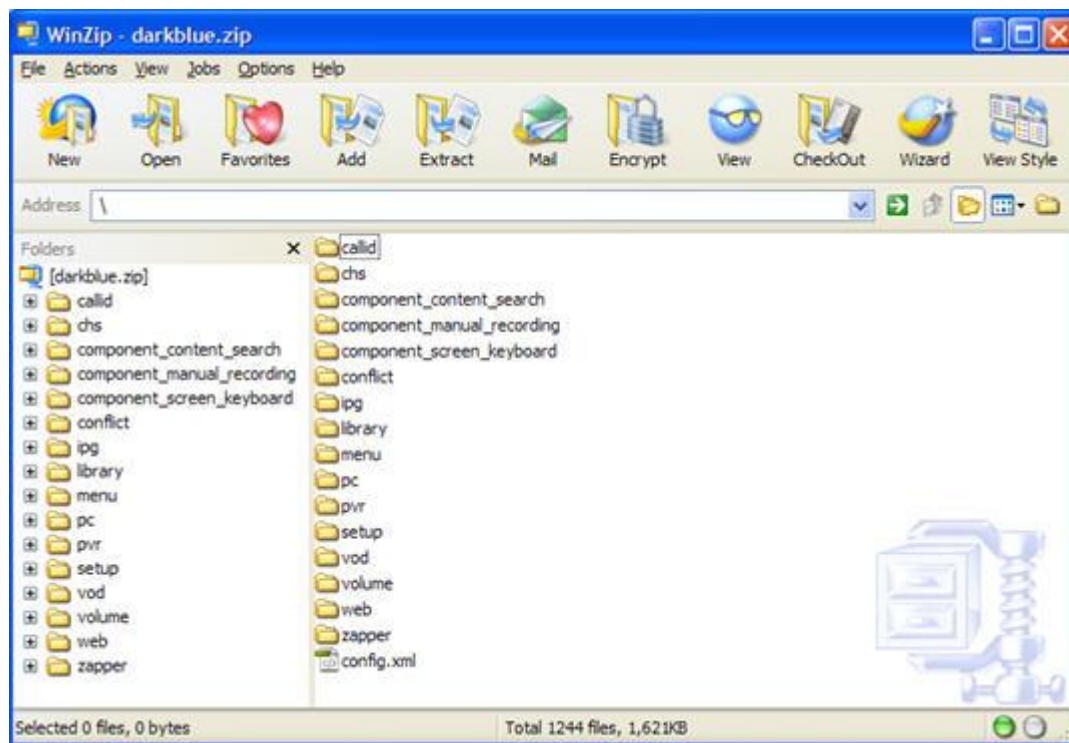 WinZip - darkblue.zip
File Actions View Jobs Options Help
New Open Favorites Add Extract Mail Encrypt View CheckOut Wizard View Style
Address \
Folders
[darkblue.zip]
callid
chs
component_content_search
component_manual_recording
component_screen_keyboard
conflict
ipg
library
menu
pc
pvr
setup
vod
volume
web
zapper
callid
chs
component_content_search
component_manual_recording
component_screen_keyboard
conflict
ipg
library
menu
pc
pvr
setup
vod
volume
web
zapper
config.xml
Selected 0 files, 0 bytes Total 1244 files, 1,621KB